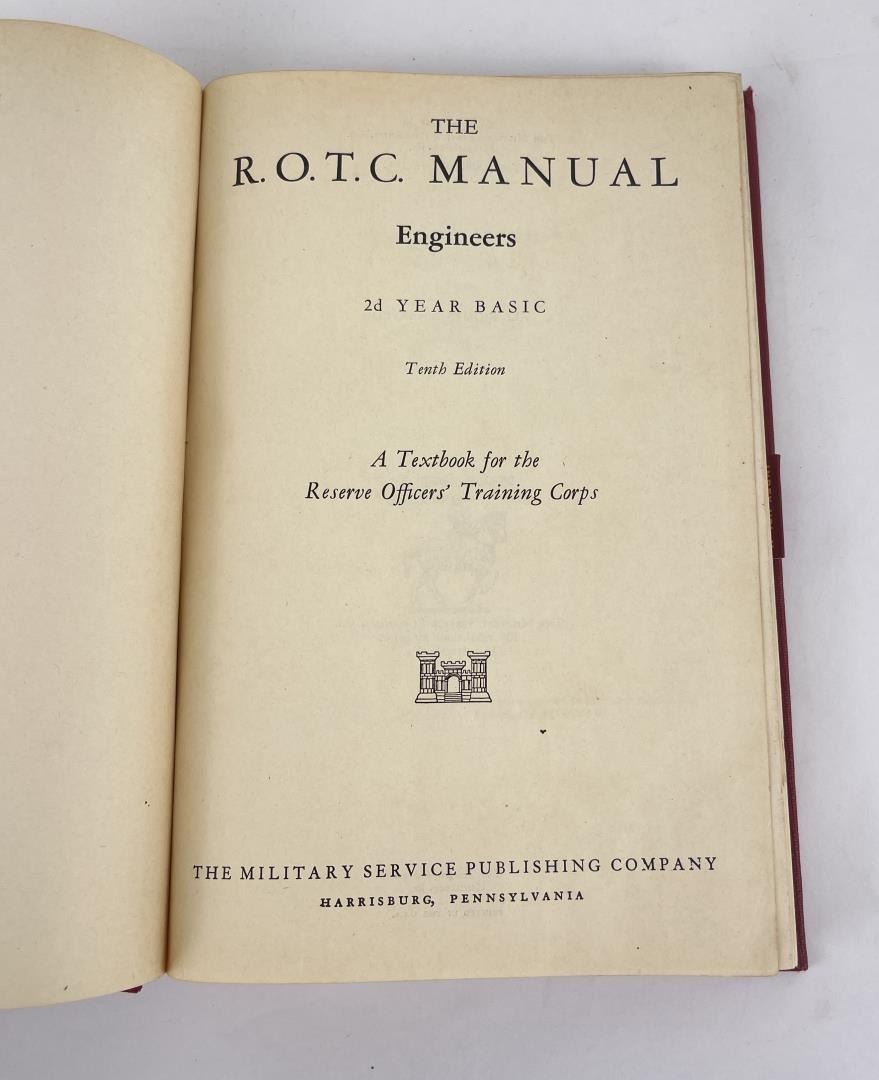 THE
R.O.T.C. MANUAL
Engineers
2d YEAR BASIC
Tenth Edition
A Textbook for the
Reserve Officers' Training Corps
THE MILITARY SERVICE PUBLISHING COMPANY
HARRISBURG, PENNSYLVANIA